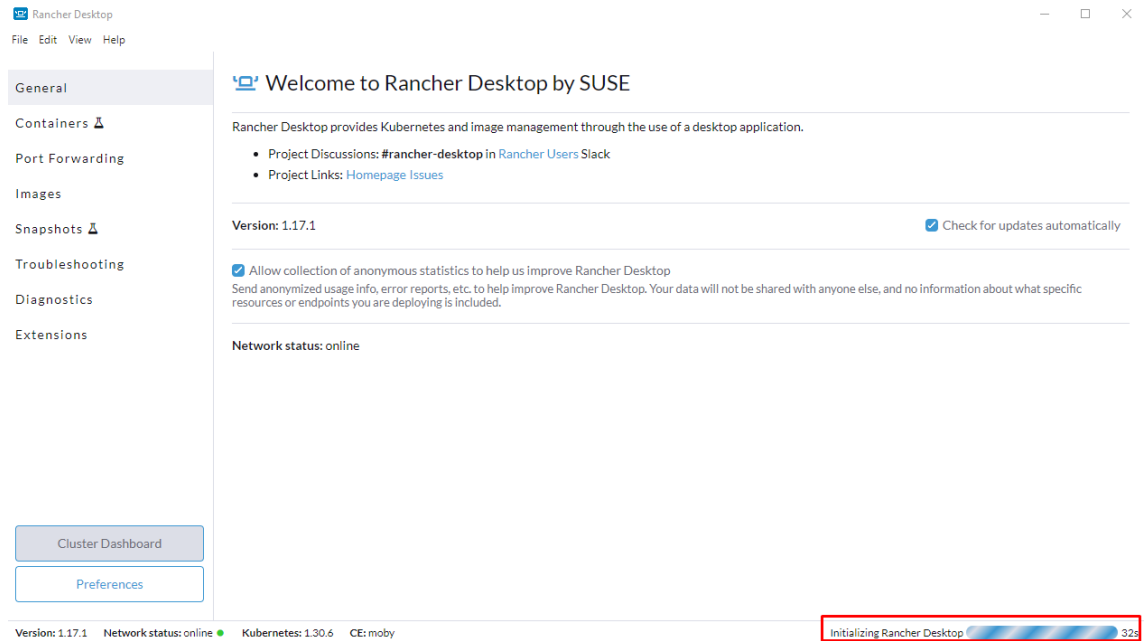 Rancher Desktop
File Edit View Help
General
Containers
Port Forwarding
Images
Snapshots
Troubleshooting
Diagnostics
Extensions
Cluster Dashboard
Preferences
Welcome to Rancher Desktop by SUSE
Rancher Desktop provides Kubernetes and image management through the use of a desktop application.
• Project Discussions: #rancher-desktop in Rancher Users Slack
• Project Links: Homepage Issues
Version: 1.17.1
Check for updates automatically
Allow collection of anonymous statistics to help us improve Rancher Desktop
Send anonymized usage info, error reports, etc. to help improve Rancher Desktop. Your data will not be shared with anyone else, and no information about what specific
resources or endpoints you are deploying is included.
Network status: online
Version: 1.17.1 Network status: online Kubernetes: 1.30.6 CE: moby Initializing Rancher Desktop 32s